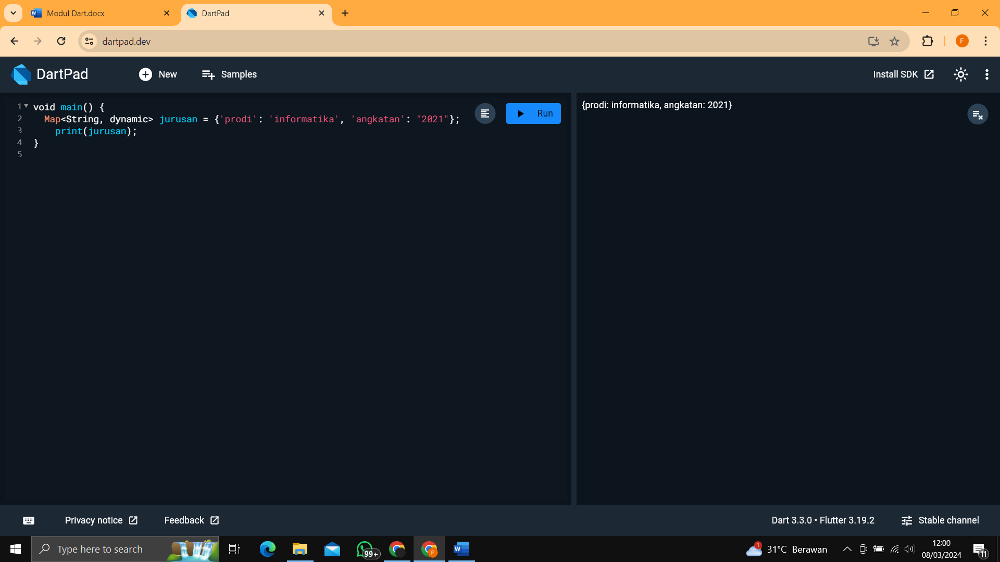 Modul Dart.docx
DartPad
dartpad.dev
F
DartPad
New
Samples
Install SDK
1 void main() {
2 Map<String, dynamic> jurusan = {'prodi': 'informatika', 'angkatan': "2021"};
3 print(jurusan);
4 }
5
Run
{prodi: informatika, angkatan: 2021}
Privacy notice
Feedback
Dart 3.3.0 • Flutter 3.19.2
Stable channel
Type here to search
99+
F
W
1
31°C Berawan
12:00
08/03/2024
11